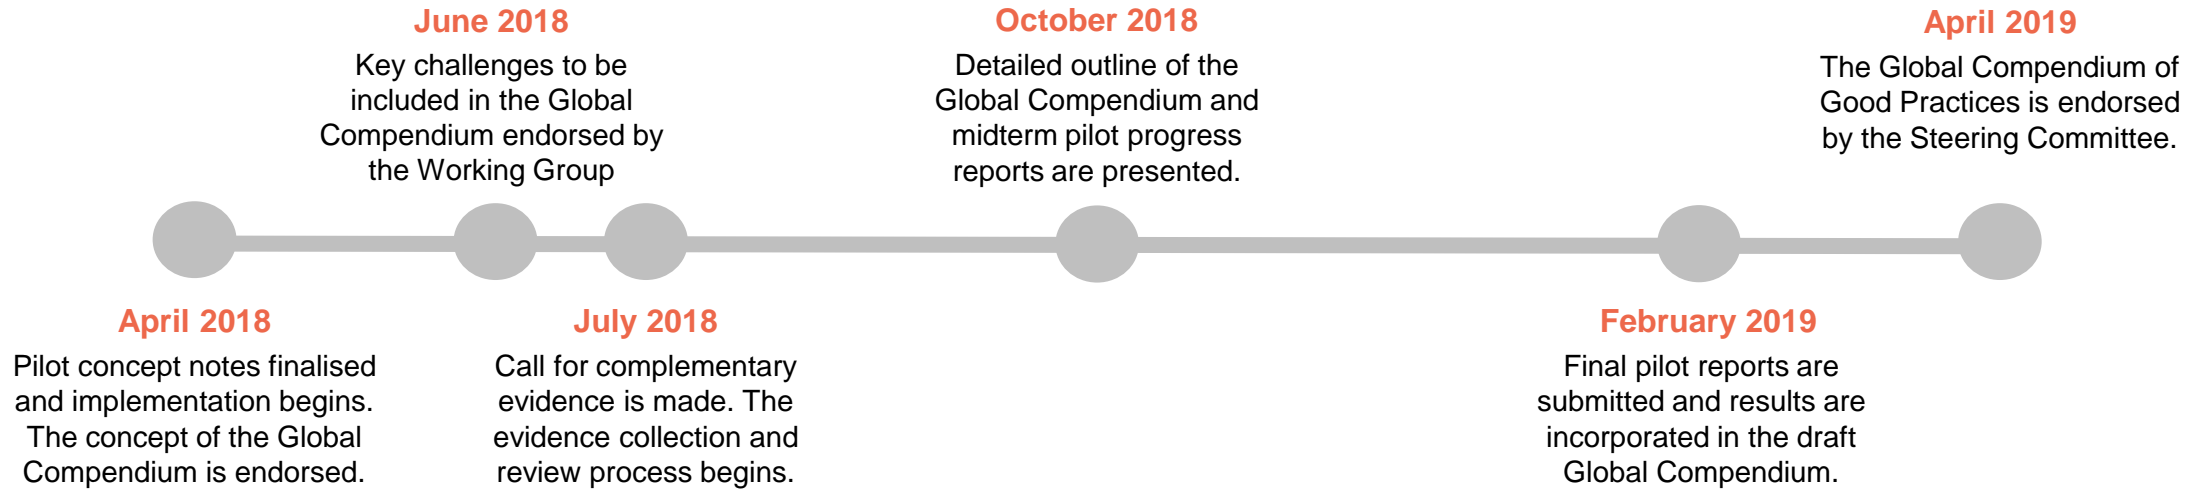 June 2018
Key challenges to be
included in the Global
Compendium endorsed by
the Working Group
October 2018
Detailed outline of the
Global Compendium and
midterm pilot progress
reports are presented.
April 2019
The Global Compendium of
Good Practices is endorsed
by the Steering Committee.
April 2018
Pilot concept notes finalised
and implementation begins.
The concept of the Global
Compendium is endorsed.
July 2018
Call for complementary
evidence is made. The
evidence collection and
review process begins.
February 2019
Final pilot reports are
submitted and results are
incorporated in the draft
Global Compendium.